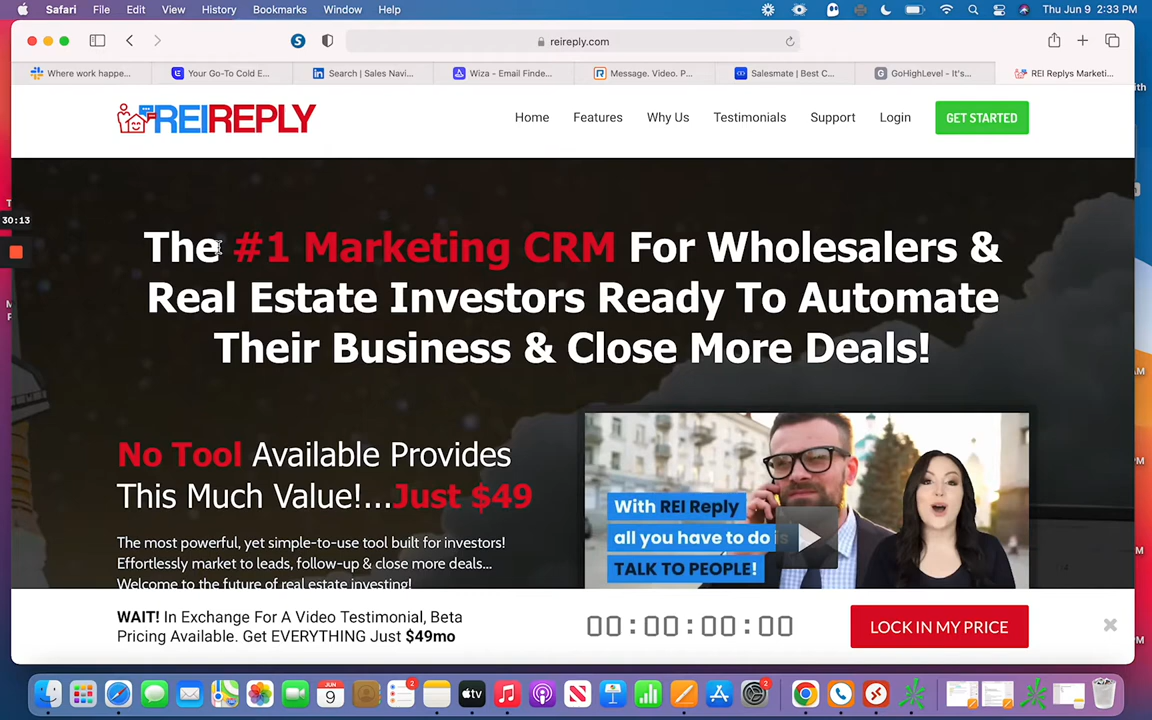 Safari File Edit View History Bookmarks Window Help Thu Jun 9 2:33 PM
reireply.com
Where work happe... Your Go-To Cold E... Search | Sales Navi... Wiza - Email Finde... Message. Video. P... Salesmate | Best C... GoHighLevel - It's... REI Replys Marketi...
REIREPLY Home Features Why Us Testimonials Support Login GET STARTED
30:13
The #1 Marketing CRM For Wholesalers &
Real Estate Investors Ready To Automate
Their Business & Close More Deals!
No Tool Available Provides
This Much Value!...Just $49
The most powerful, yet simple-to-use tool built for investors!
Effortlessly market to leads, follow-up & close more deals...
Welcome to the future of real estate investing!
With REI Reply
all you have to do is
TALK TO PEOPLE!
WAIT! In Exchange For A Video Testimonial, Beta
Pricing Available. Get EVERYTHING Just $49mo
00:00:00:00
LOCK IN MY PRICE
JUN
9
2
tv
2